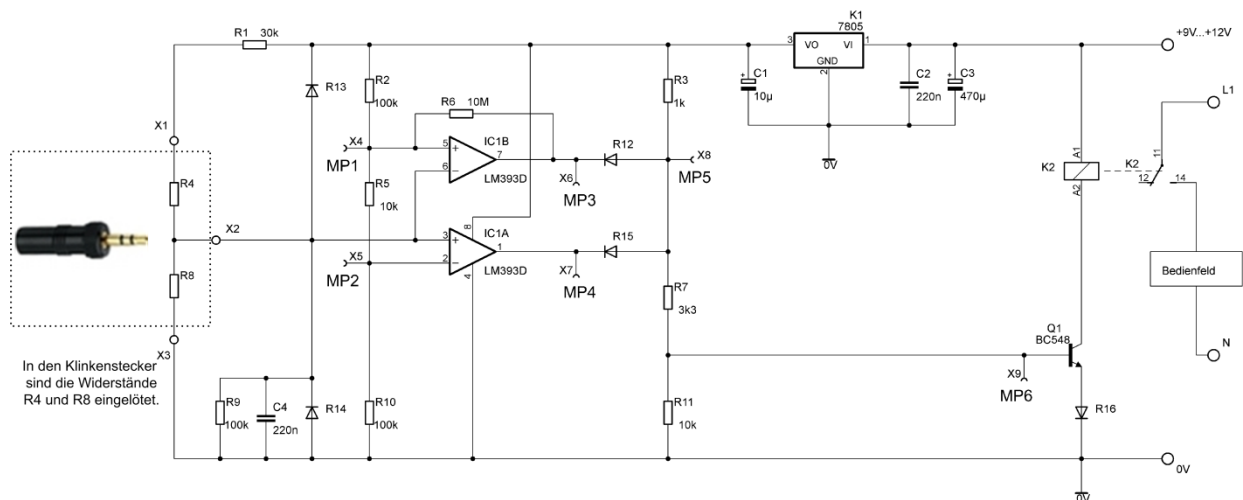 R1 30k
K1
7805
3 VO VI 1
GND
2
+9V...+12V
R13
R2
100k
R3
1k
C1
10µ
C2
220n
C3
470µ
0V
L1
R6 10M
X1
X4
MP1
5
6
7
IC1B
LM393D
R12
X6
MP3
X8
MP5
A1
K2
A2
K2
11
12
14
R4
R5
10k
X2
8
R8
X5
MP2
3
2
1
4
IC1A
LM393D
R15
X7
MP4
Bedienfeld
R7
3k3
X3
Q1
BC548
N
In den Klinkenstecker
sind die Widerstände
R4 und R8 eingelötet.
X9
MP6
R9
100k
C4
220n
R14
R10
100k
R11
10k
R16
0V
0V